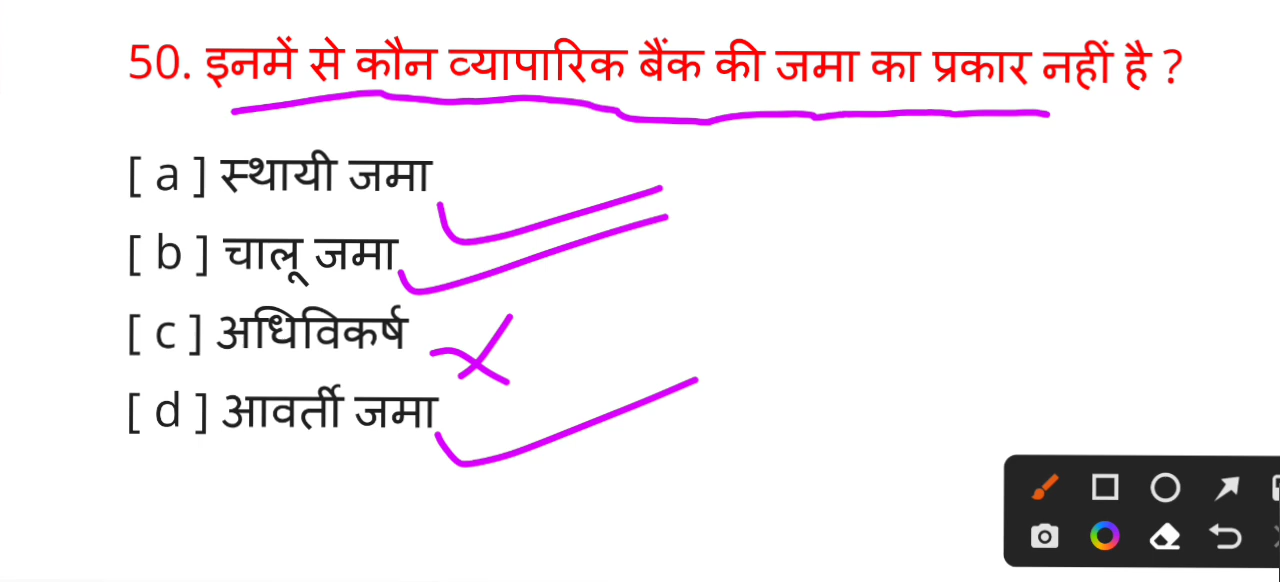 50. इनमें से कौन व्यापारिक बैंक की जमा का प्रकार नहीं है ?
[ a ] स्थायी जमा
[ b ] चालू जमा
[ c ] अधिविकर्ष
[ d ] आवर्ती जमा